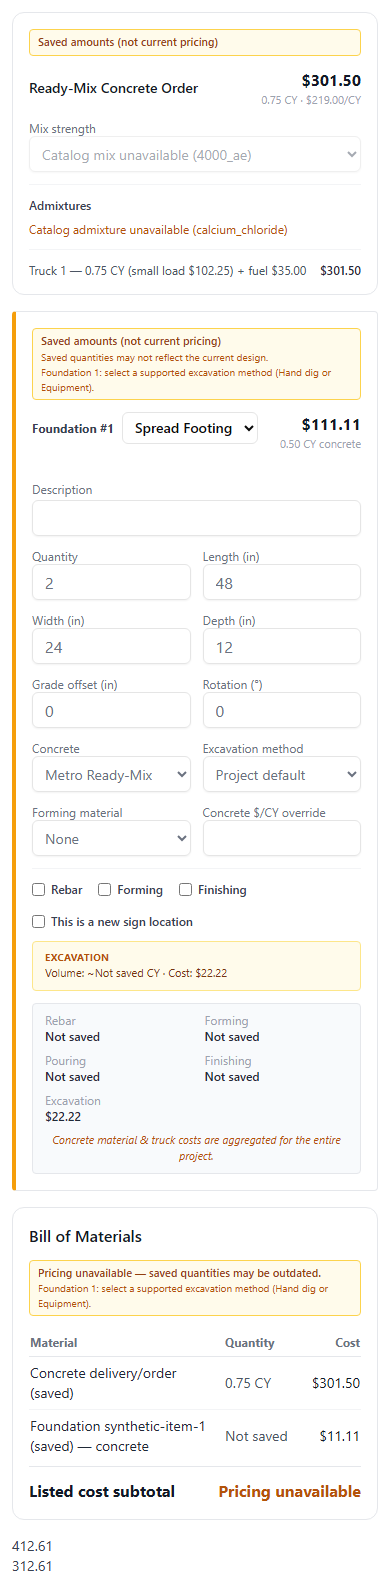 Saved amounts (not current pricing)
Ready-Mix Concrete Order
$301.50
0.75 CY · $219.00/CY
Mix strength
Catalog mix unavailable (4000_ae)
Admixtures
Catalog admixture unavailable (calcium_chloride)
Truck 1 — 0.75 CY (small load $102.25) + fuel $35.00 $301.50
Saved amounts (not current pricing)
Saved quantities may not reflect the current design.
Foundation 1: select a supported excavation method (Hand dig or
Equipment).
Foundation #1 Spread Footing $111.11
0.50 CY concrete
Description
Quantity Length (in)
2 48
Width (in) Depth (in)
24 12
Grade offset (in) Rotation (°)
0 0
Concrete Excavation method
Metro Ready-Mix Project default
Forming material Concrete $/CY override
None
Rebar Forming Finishing
This is a new sign location
EXCAVATION
Volume: ~Not saved CY · Cost: $22.22
Rebar Forming
Not saved Not saved
Pouring Finishing
Not saved Not saved
Excavation
$22.22
Concrete material & truck costs are aggregated for the entire
project.
Bill of Materials
Pricing unavailable — saved quantities may be outdated.
Foundation 1: select a supported excavation method (Hand dig or
Equipment).
Material Quantity Cost
Concrete delivery/order
(saved) 0.75 CY $301.50
Foundation synthetic-item-1
(saved) — concrete Not saved $11.11
Listed cost subtotal Pricing unavailable
412.61
312.61